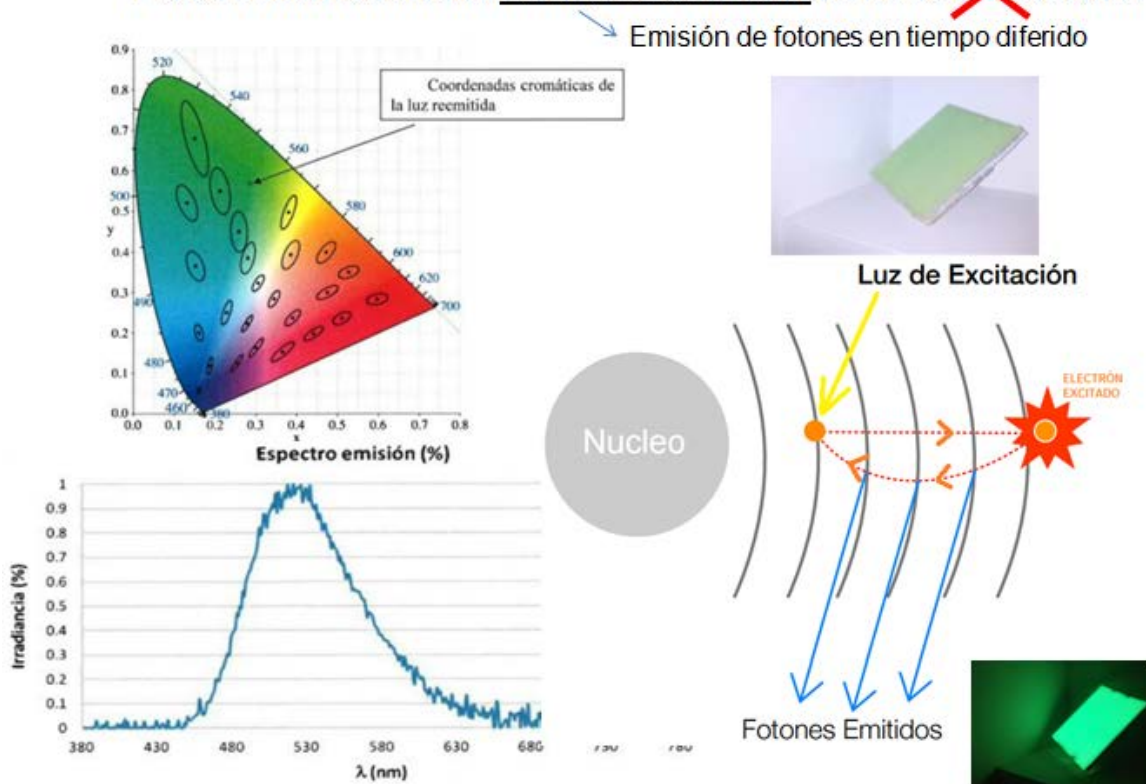 Emisión de fotones en tiempo diferido
Coordenadas cromáticas de
la luz reemitida
0.9
0.8
0.7
0.6
0.5
y
0.4
0.3
0.2
0.1
0.0
0.0 0.1 0.2 0.3 0.4 0.5 0.6 0.7 0.8
x
520
540
560
580
600
620
700
500
490
480
470
460
380
Luz de Excitación
ELECTRÓN
EXCITADO
Nucleo
Fotones Emitidos
Espectro emisión (%)
Irradiancia (%)
1
0.9
0.8
0.7
0.6
0.5
0.4
0.3
0.2
0.1
0
380 430 480 530 580 630 680
λ (nm)